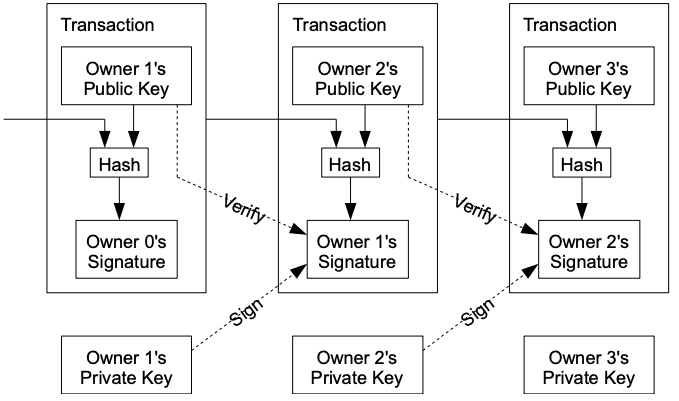 Transaction
Transaction
Transaction
Owner 1's
Public Key
Owner 2's
Public Key
Owner 3's
Public Key
Hash
Hash
Hash
Verify
Verify
Owner 0's
Signature
Owner 1's
Signature
Owner 2's
Signature
Sign
Sign
Owner 1's
Private Key
Owner 2's
Private Key
Owner 3's
Private Key